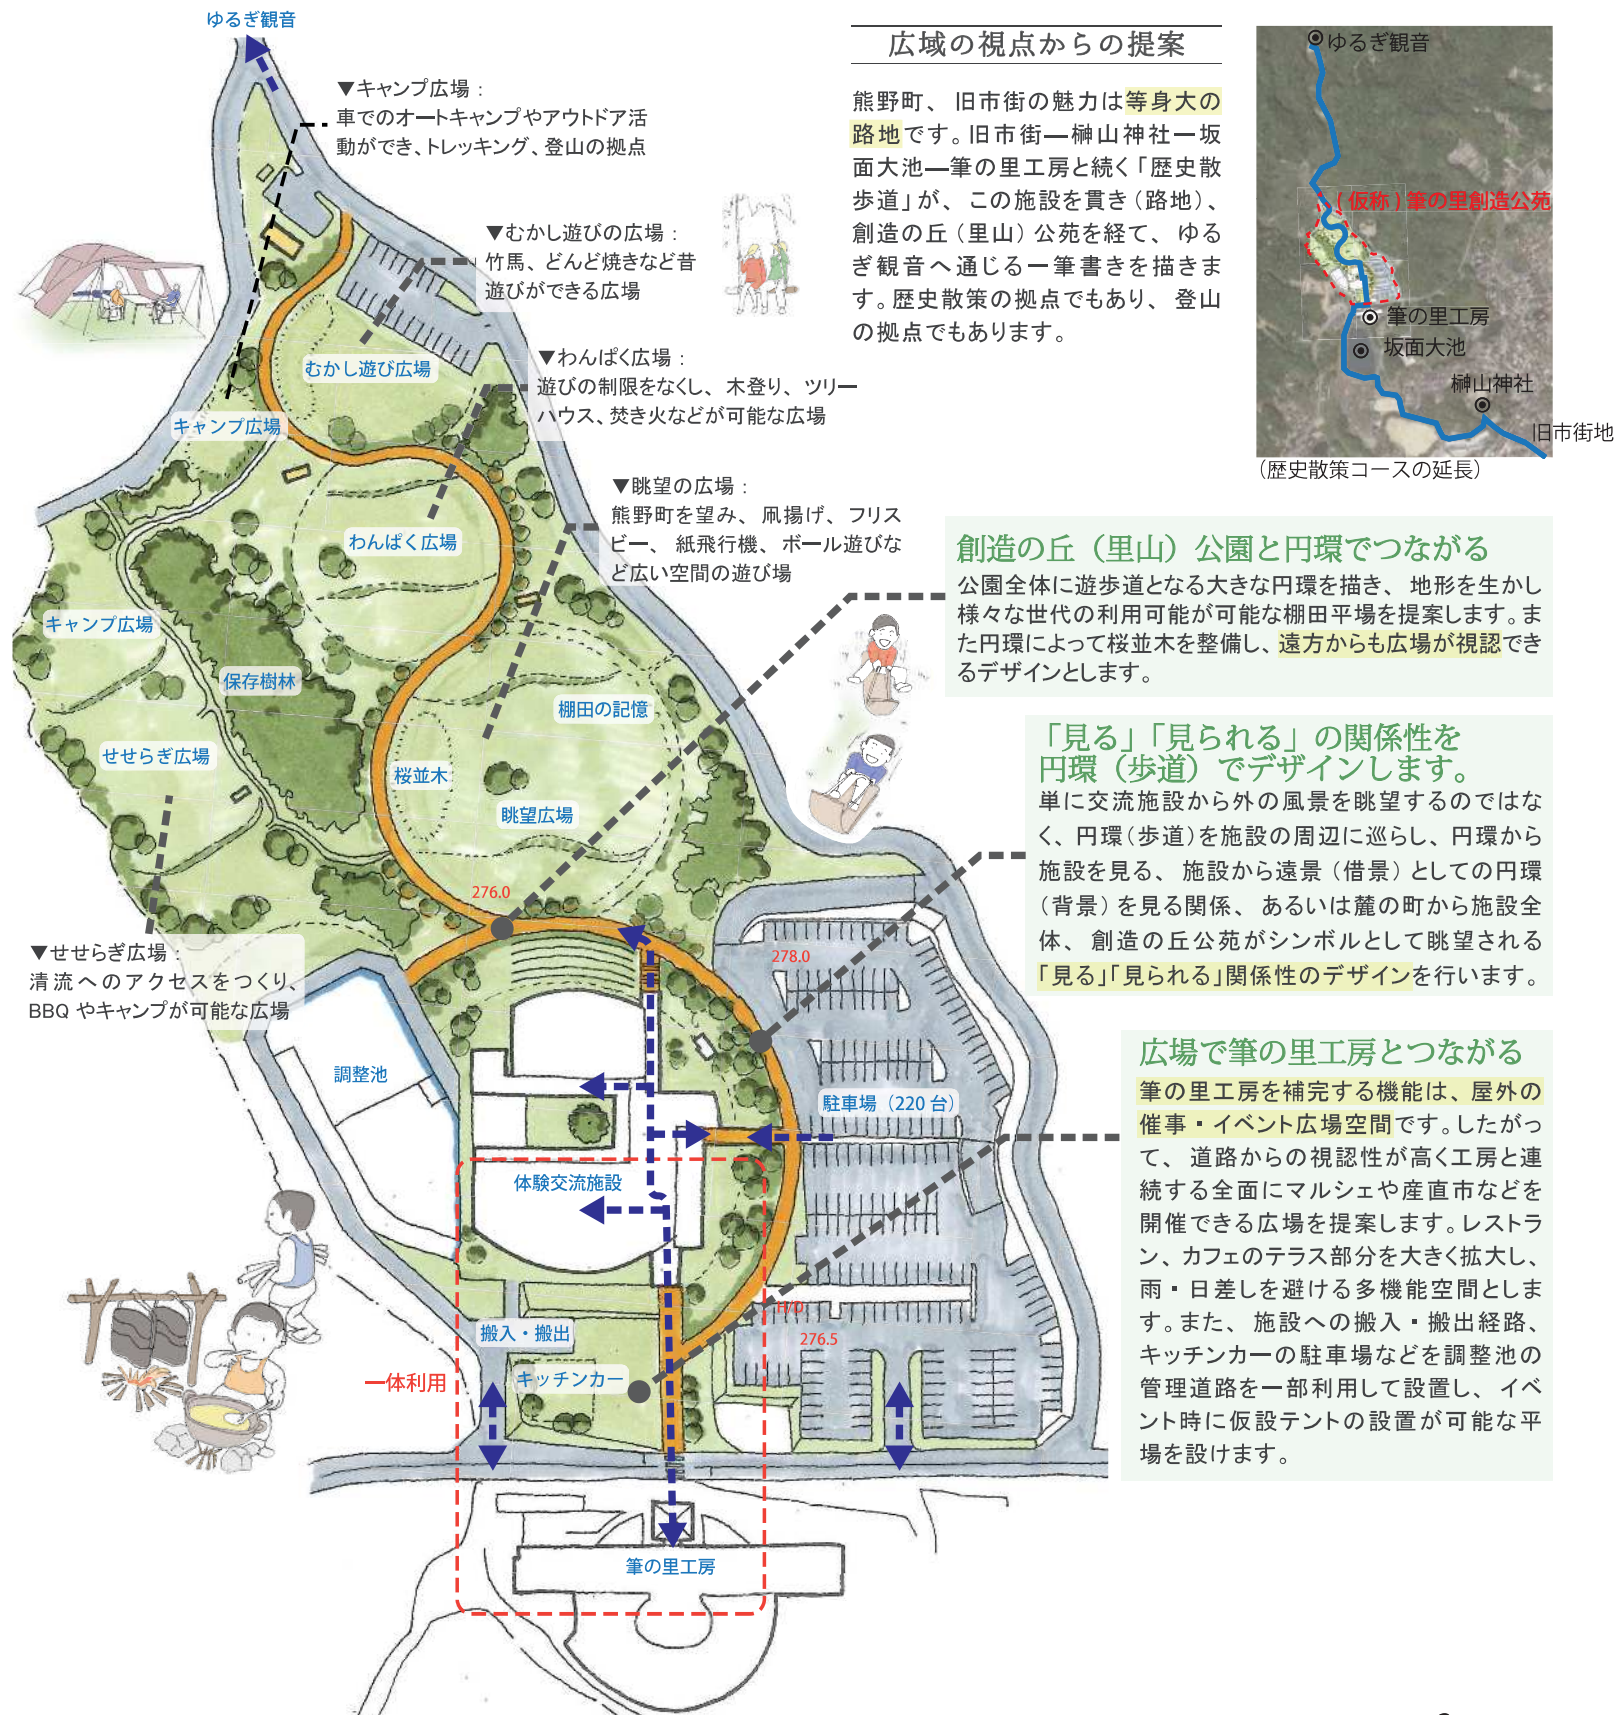 ゆるぎ観音
▼キャンプ広場：
車でのオートキャンプやアウトドア活
動ができ、トレッキング、登山の拠点
▼むかし遊びの広場：
竹馬、どんど焼きなど昔
遊びができる広場
むかし遊び広場
▼わんぱく広場：
遊びの制限をなくし、木登り、ツリー
ハウス、焚き火などが可能な広場
キャンプ広場
▼眺望の広場：
熊野町を望み、凧揚げ、フリス
ビー、紙飛行機、ボール遊びな
ど広い空間の遊び場
わんぱく広場
キャンプ広場
保存樹林
棚田の記憶
せせらぎ広場
桜並木
眺望広場
276.0
▼せせらぎ広場：
清流へのアクセスをつくり、
BBQ やキャンプが可能な広場
278.0
調整池
駐車場（220 台）
体験交流施設
搬入・搬出
276.5
一体利用
キッチンカー
筆の里工房
広域の視点からの提案
熊野町、旧市街の魅力は等身大の
路地です。旧市街―榊山神社―坂
面大池―筆の里工房と続く「歴史散
歩道」が、この施設を貫き（路地）、
創造の丘（里山）公苑を経て、ゆる
ぎ観音へ通じる一筆書きを描きま
す。歴史散策の拠点でもあり、登山
の拠点でもあります。
ゆるぎ観音
（仮称）筆の里創造公苑
筆の里工房
坂面大池
榊山神社
旧市街地
（歴史散策コースの延長）
創造の丘（里山）公園と円環でつながる
公園全体に遊歩道となる大きな円環を描き、地形を生かし
様々な世代の利用可能が可能な棚田平場を提案します。ま
た円環によって桜並木を整備し、遠方からも広場が視認でき
るデザインとします。
「見る」「見られる」の関係性を
円環（歩道）でデザインします。
単に交流施設から外の風景を眺望するのではな
く、円環（歩道）を施設の周辺に巡らし、円環から
施設を見る、施設から遠景（借景）としての円環
（背景）を見る関係、あるいは麓の町から施設全
体、創造の丘公苑がシンボルとして眺望される
「見る」「見られる」関係性のデザインを行います。
広場で筆の里工房とつながる
筆の里工房を補完する機能は、屋外の
催事・イベント広場空間です。したがっ
て、道路からの視認性が高く工房と連
続する全面にマルシェや産直市などを
開催できる広場を提案します。レストラ
ン、カフェのテラス部分を大きく拡大し、
雨・日差しを避ける多機能空間としま
す。また、施設への搬入・搬出経路、
キッチンカーの駐車場などを調整池の
管理道路を一部利用して設置し、イベ
ント時に仮設テントの設置が可能な平
場を設けます。